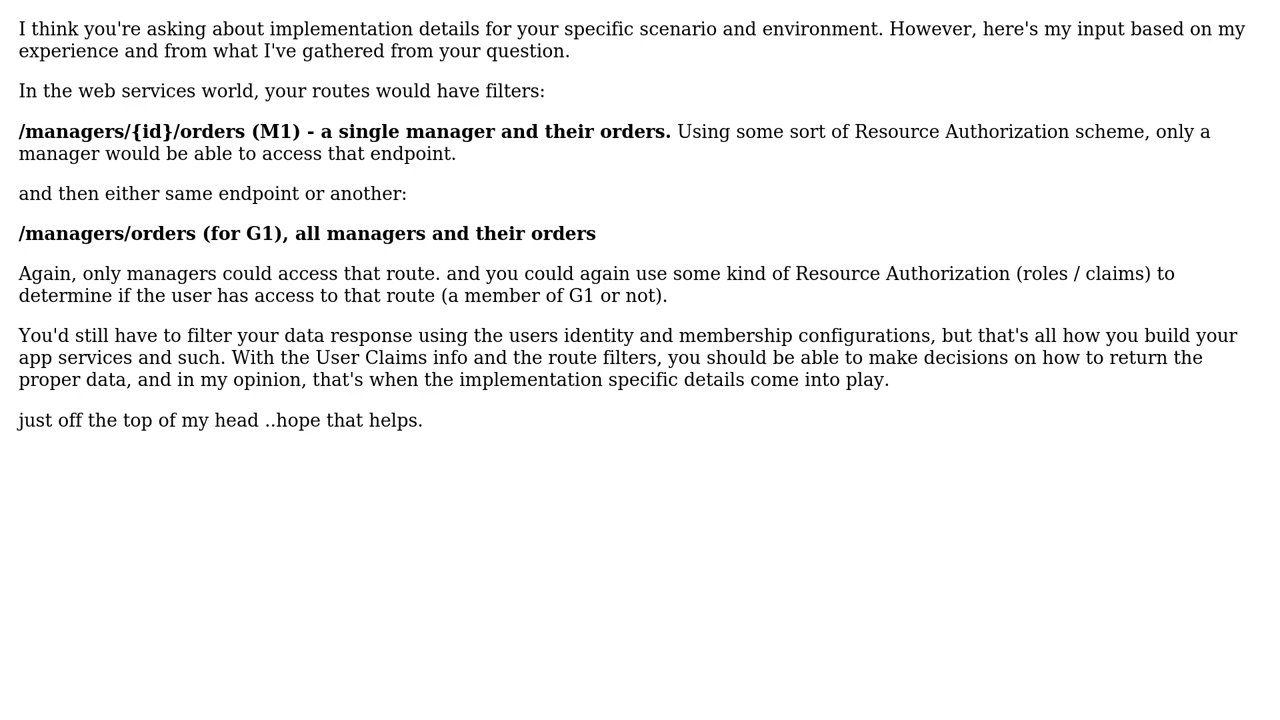 I think you're asking about implementation details for your specific scenario and environment. However, here's my input based on my
experience and from what I've gathered from your question.
In the web services world, your routes would have filters:
/managers/{id}/orders (M1) - a single manager and their orders. Using some sort of Resource Authorization scheme, only a
manager would be able to access that endpoint.
and then either same endpoint or another:
/managers/orders (for G1), all managers and their orders
Again, only managers could access that route. and you could again use some kind of Resource Authorization (roles / claims) to
determine if the user has access to that route (a member of G1 or not).
You'd still have to filter your data response using the users identity and membership configurations, but that's all how you build your
app services and such. With the User Claims info and the route filters, you should be able to make decisions on how to return the
proper data, and in my opinion, that's when the implementation specific details come into play.
just off the top of my head ..hope that helps.